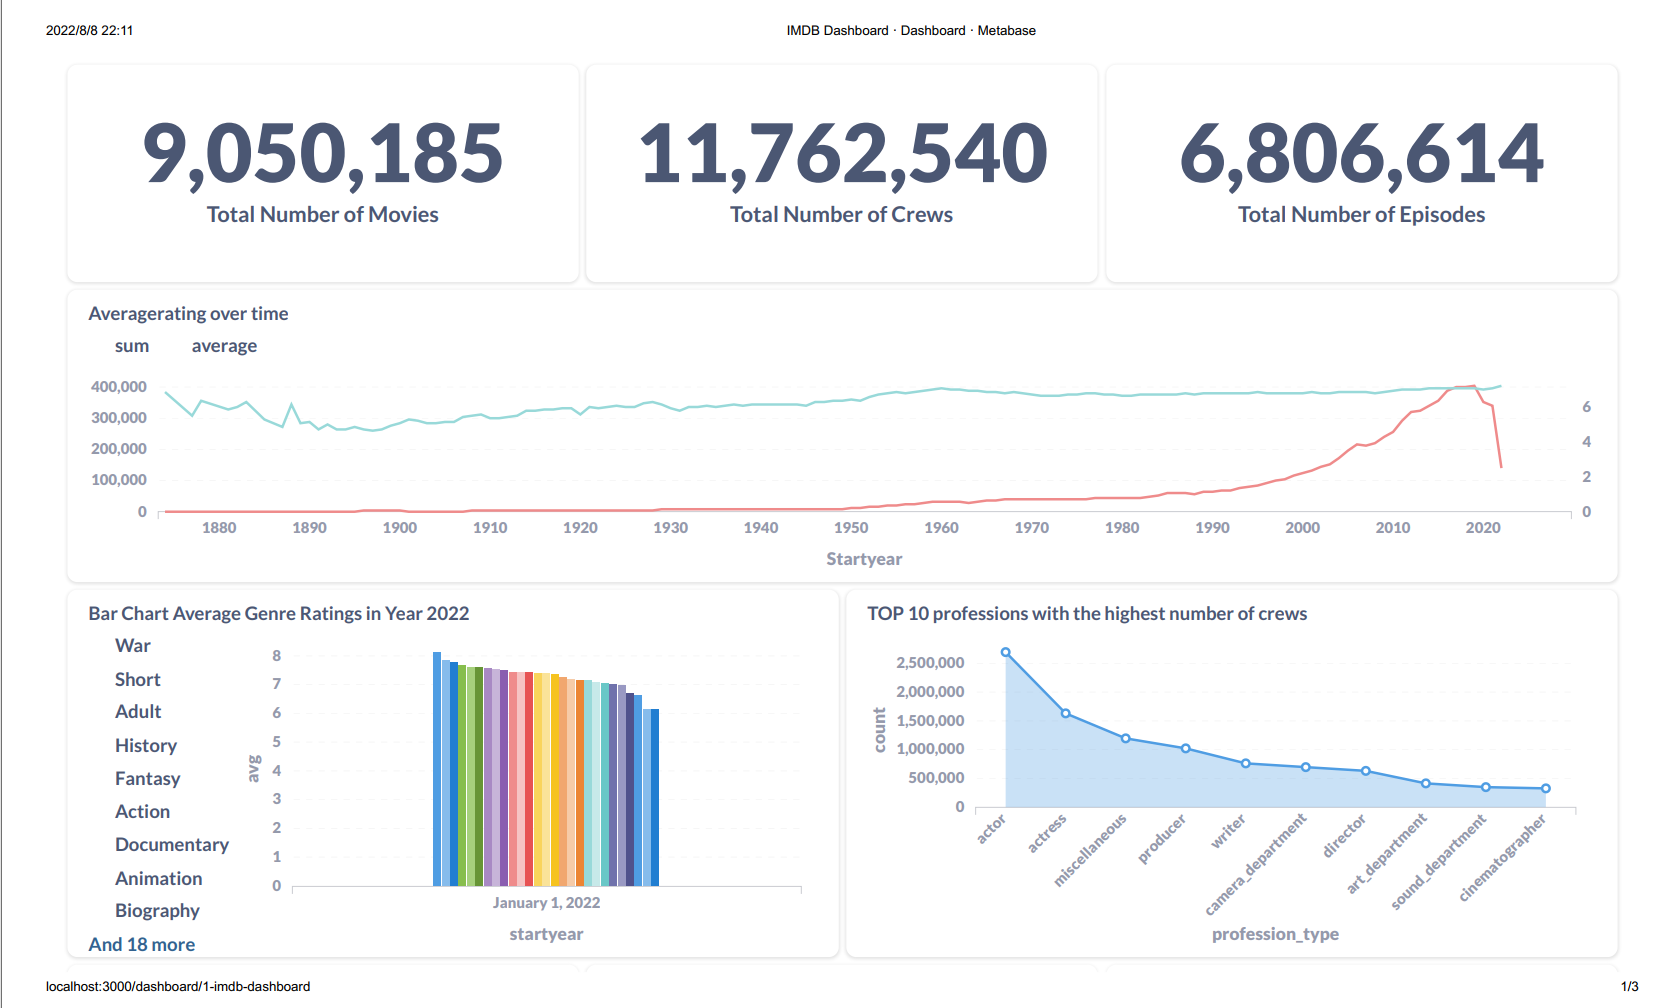 2022/8/8 22:11
IMDB Dashboard · Dashboard · Metabase
9,050,185
Total Number of Movies
11,762,540
Total Number of Crews
6,806,614
Total Number of Episodes
Averagerating over time
sum average
400,000
300,000
200,000
100,000
0
6
4
2
0
1880 1890 1900 1910 1920 1930 1940 1950 1960 1970 1980 1990 2000 2010 2020
Startyear
Bar Chart Average Genre Ratings in Year 2022
War
Short
Adult
History
Fantasy
Action
Documentary
Animation
Biography
And 18 more
avg
8
7
6
5
4
3
2
1
0
January 1, 2022
startyear
TOP 10 professions with the highest number of crews
count
2,500,000
2,000,000
1,500,000
1,000,000
500,000
0
actor
actress
miscellaneous
producer
writer
camera_department
director
art_department
sound_department
cinematographer
profession_type
localhost:3000/dashboard/1-imdb-dashboard
1/3